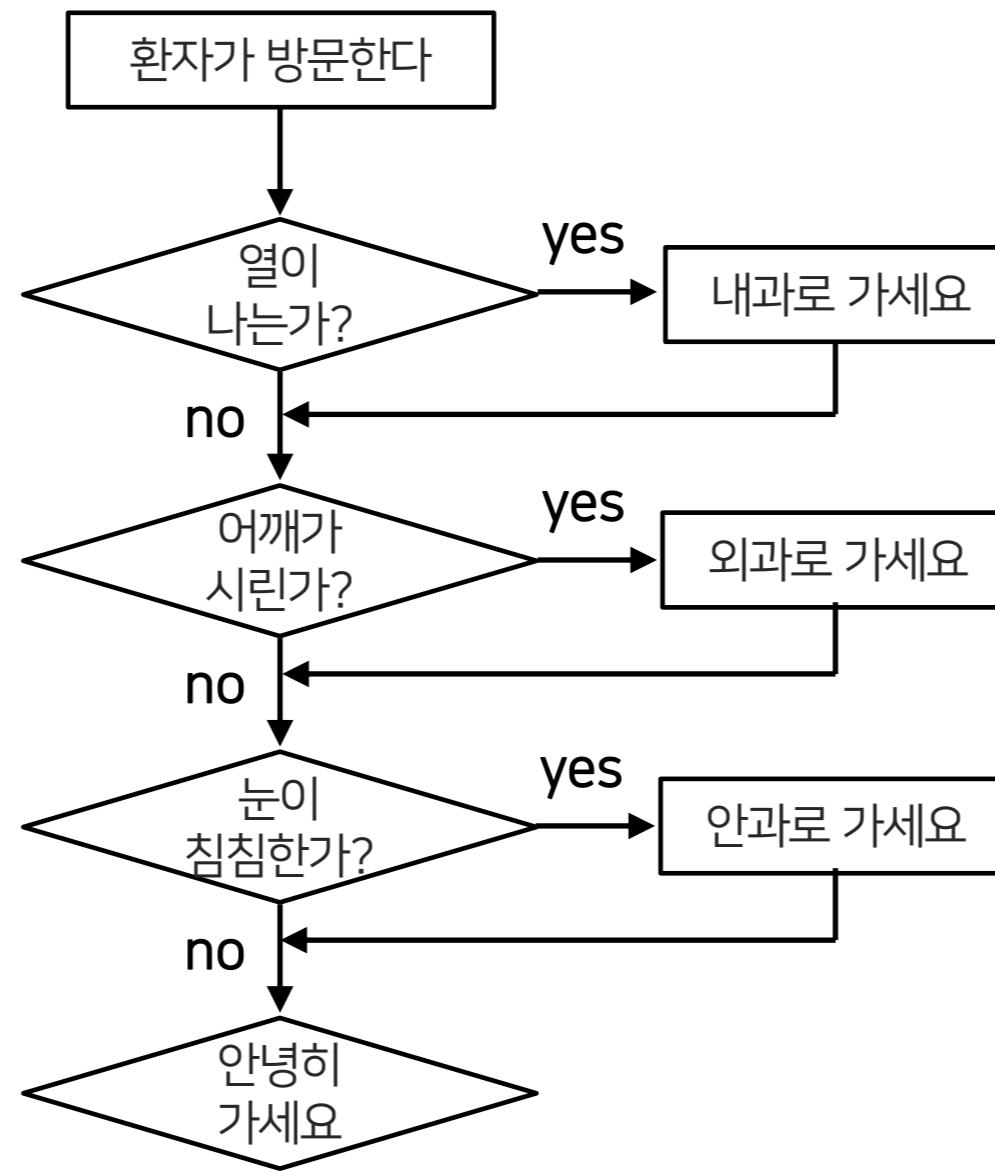 환자가 방문한다
열이
나는가?
yes
내과로 가세요
no
어깨가
시린가?
yes
외과로 가세요
no
눈이
침침한가?
yes
안과로 가세요
no
안녕히
가세요